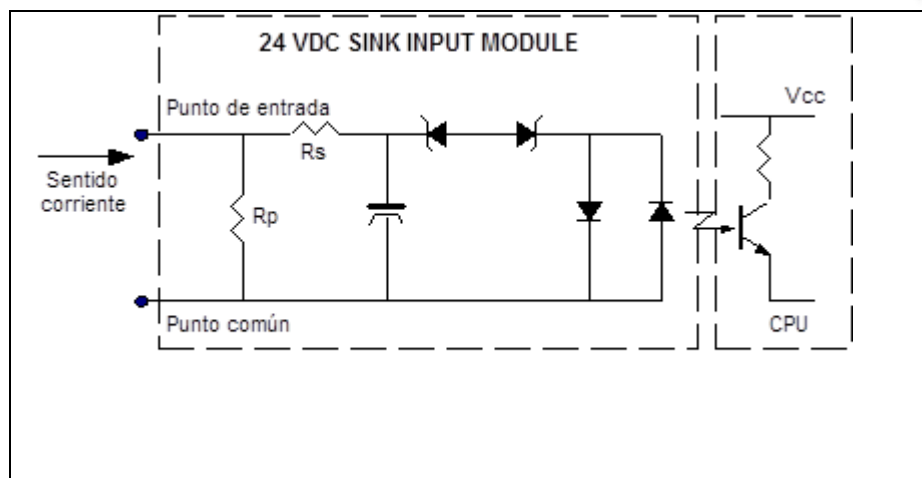 24 VDC SINK INPUT MODULE
Vcc
Punto de entrada
Rs
Sentido
corriente
Rp
Punto común
CPU